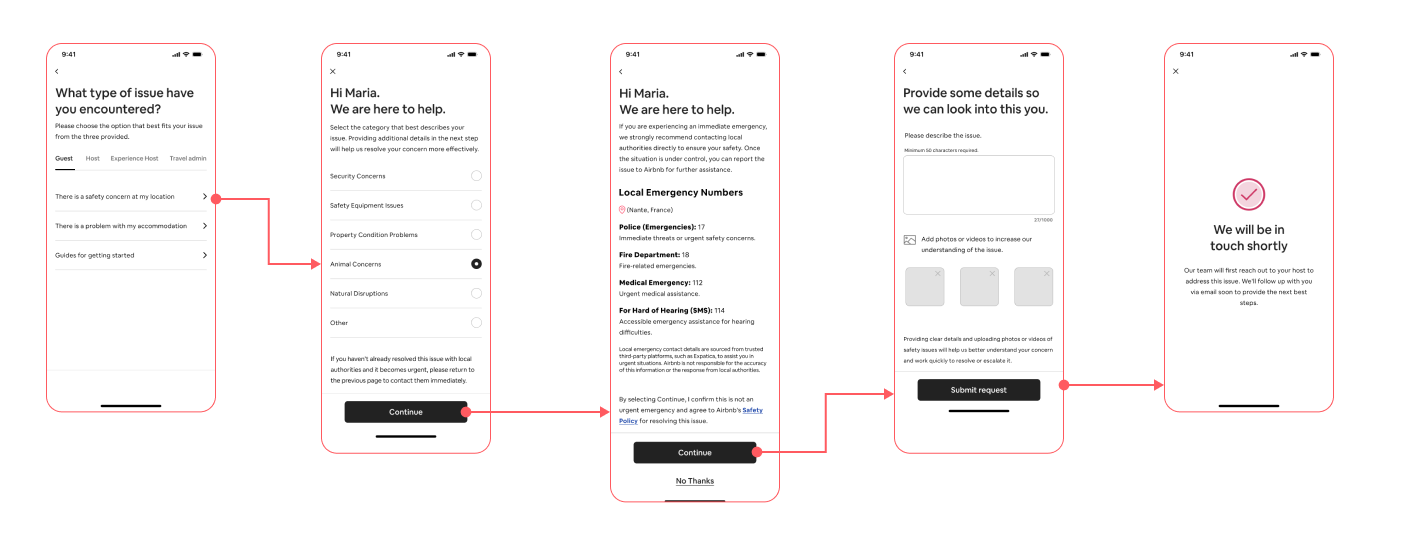 9:41
What type of issue have
you encountered?
Please choose the option that best fits your issue
from the three provided.
Guest Host Experience Host Travel admin
There is a safety concern at my location
There is a problem with my accommodation
Guides for getting started
9:41
Hi Maria.
We are here to help.
Select the category that best describes your
issue. Providing additional details in the next step
will help us resolve your concern more effectively.
Security Concerns
Safety Equipment Issues
Property Condition Problems
Animal Concerns
Natural Disruptions
Other
If you haven't already resolved this issue with local
authorities and it becomes urgent, please return to
the previous page to contact them immediately.
Continue
9:41
Hi Maria.
We are here to help.
If you are experiencing an immediate emergency,
we strongly recommend contacting local
authorities directly to ensure your safety. Once
the situation is under control, you can report the
issue to Airbnb for further assistance.
Local Emergency Numbers
(Nante, France)
Police (Emergencies): 17
Immediate threats or urgent safety concerns.
Fire Department: 18
Fire-related emergencies.
Medical Emergency: 112
Urgent medical assistance.
For Hard of Hearing (SMS): 114
Accessible emergency assistance for hearing
difficulties.
Local emergency contact details are sourced from trusted
third-party platforms, such as Expatica, to assist you in
urgent situations. Airbnb is not responsible for the accuracy
of this information or the response from local authorities.
By selecting Continue, I confirm this is not an
urgent emergency and agree to Airbnb's Safety
Policy for resolving this issue.
Continue
No Thanks
9:41
Provide some details so
we can look into this you.
Please describe the issue.
Minimum 50 characters required.
27/1000
Add photos or videos to increase our
understanding of the issue.
Providing clear details and uploading photos or videos of
safety issues will help us better understand your concern
and work quickly to resolve or escalate it.
Submit request
9:41
We will be in
touch shortly
Our team will first reach out to your host to
address this issue. We'll follow up with you
via email soon to provide the next best
steps.